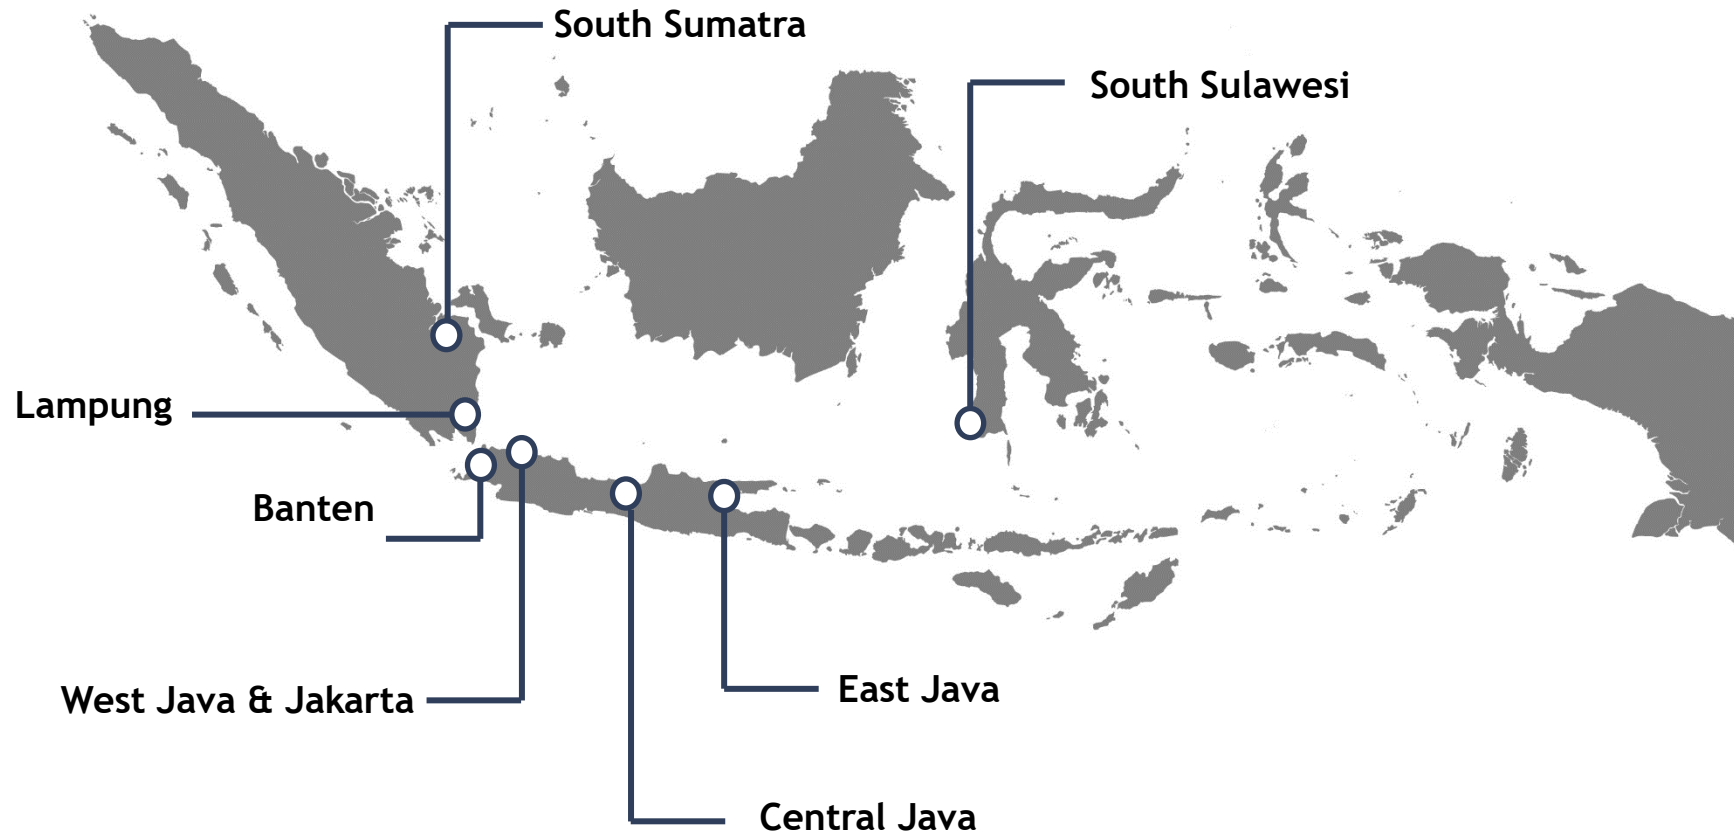 South Sumatra
South Sulawesi
Lampung
Banten
West Java & Jakarta
East Java
Central Java